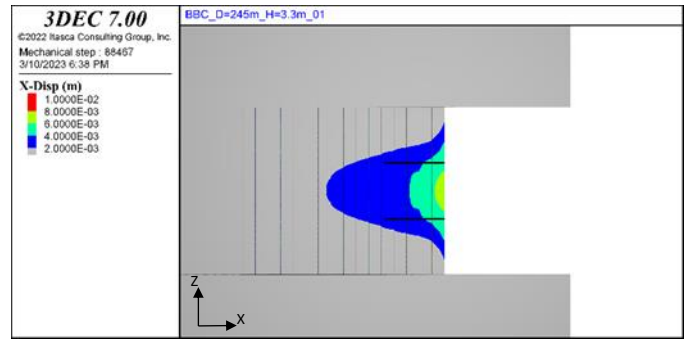 3DEC 7.00
©2022 Itasca Consulting Group, Inc.
Mechanical step : 88467
3/10/2023 6:38 PM
X-Disp (m)
1.0000E-02
8.0000E-03
6.0000E-03
4.0000E-03
2.0000E-03
BBC_D=245m_H=3.3m_01
Z
X